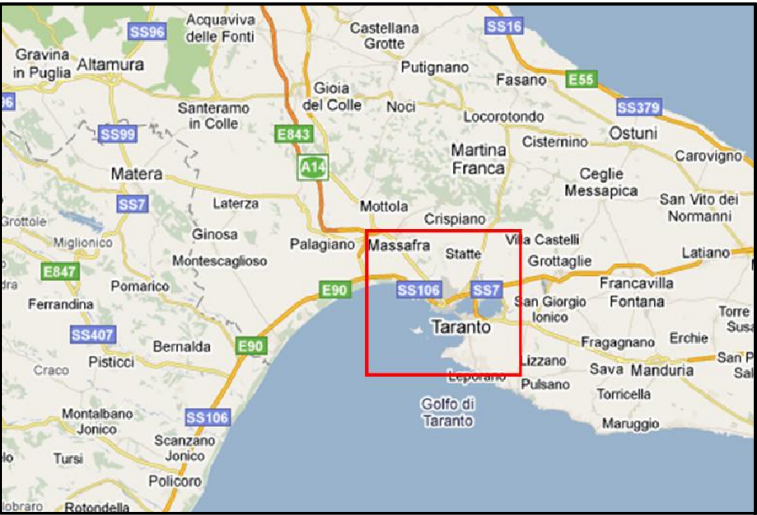 Acquaviva
delle Fonti
SS96
Castellana
Grotte
SS16
Gravina
in Puglia
Altamura
Putignano
Fasano
E55
Gioia
del Colle
Noci
SS379
Santeramo
in Colle
Locorotondo
SS99
E843
Cisternino
Ostuni
Martina
Franca
Carovigno
A14
Matera
Ceglie
Messapica
SS7
Laterza
Mottola
San Vito dei
Normanni
Grottole
Crispiano
Miglionico
Ginosa
Palagiano
Massafra
Statte
Villa Castelli
Latiano
Montescaglioso
Grottaglie
E847
Pomarico
E90
SS106
SS7
Francavilla
Fontana
Ferrandina
San Giorgio
Ionico
Taranto
Torre
SS407
Bernalda
E90
Fragagnano
Erchie
Pisticci
Lizzano
Craco
Sava
Manduria
Leporano
Pulsano
Torricella
Golfo di
Taranto
Montalbano
Jonico
SS106
Maruggio
Scanzano
Jonico
Tursi
Policoro
Rotondella